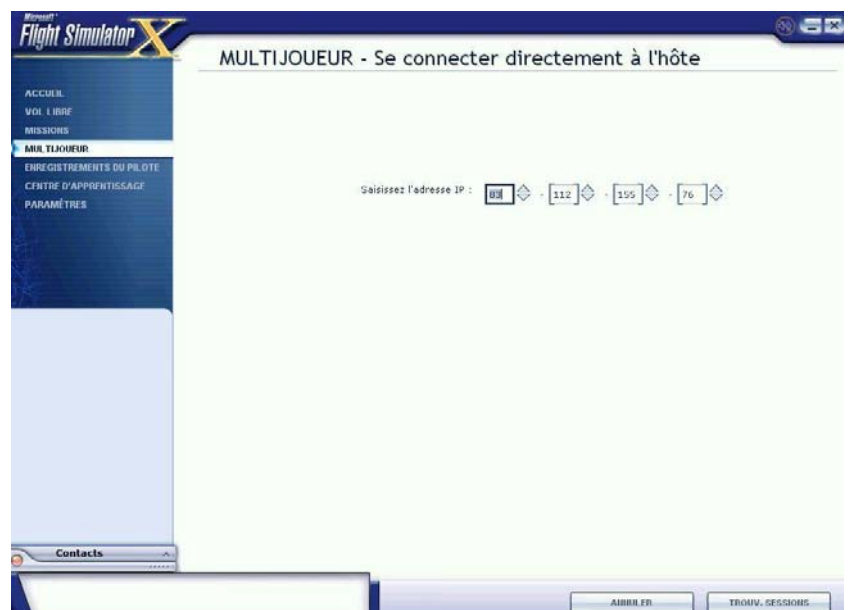 Microsoft
Flight Simulator X
MULTIJOUEUR - Se connecter directement à l'hôte
ACCUEIL
VOL LIBRE
MISSIONS
MULTIJOUEUR
ENREGISTREMENTS DU PILOTE
CENTRE D'APPRENTISSAGE
PARAMÈTRES
Saisissez l'adresse IP : 83 . [112] . [155] . [76]
Contacts
ANNULER
TROUV. SESSIONS